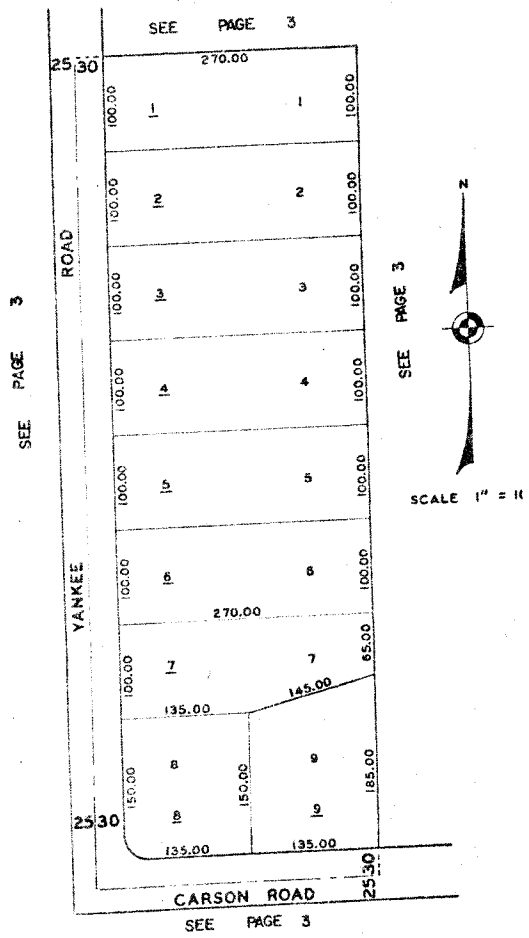 SEE PAGE 3
25 30
270.00
100.00 1 1 100.00
100.00 2 2 100.00
ROAD
100.00 3 3 100.00
SEE PAGE 3
SEE PAGE 3
N
100.00 4 4 100.00
100.00 5 5 100.00
SCALE 1" = 10
100.00 6 6 100.00
YANKEE
270.00
100.00 7 7 65.00
135.00 145.00
150.00 8 150.00 9 185.00
25 30
8 9
135.00 135.00
25 30
CARSON ROAD
SEE PAGE 3